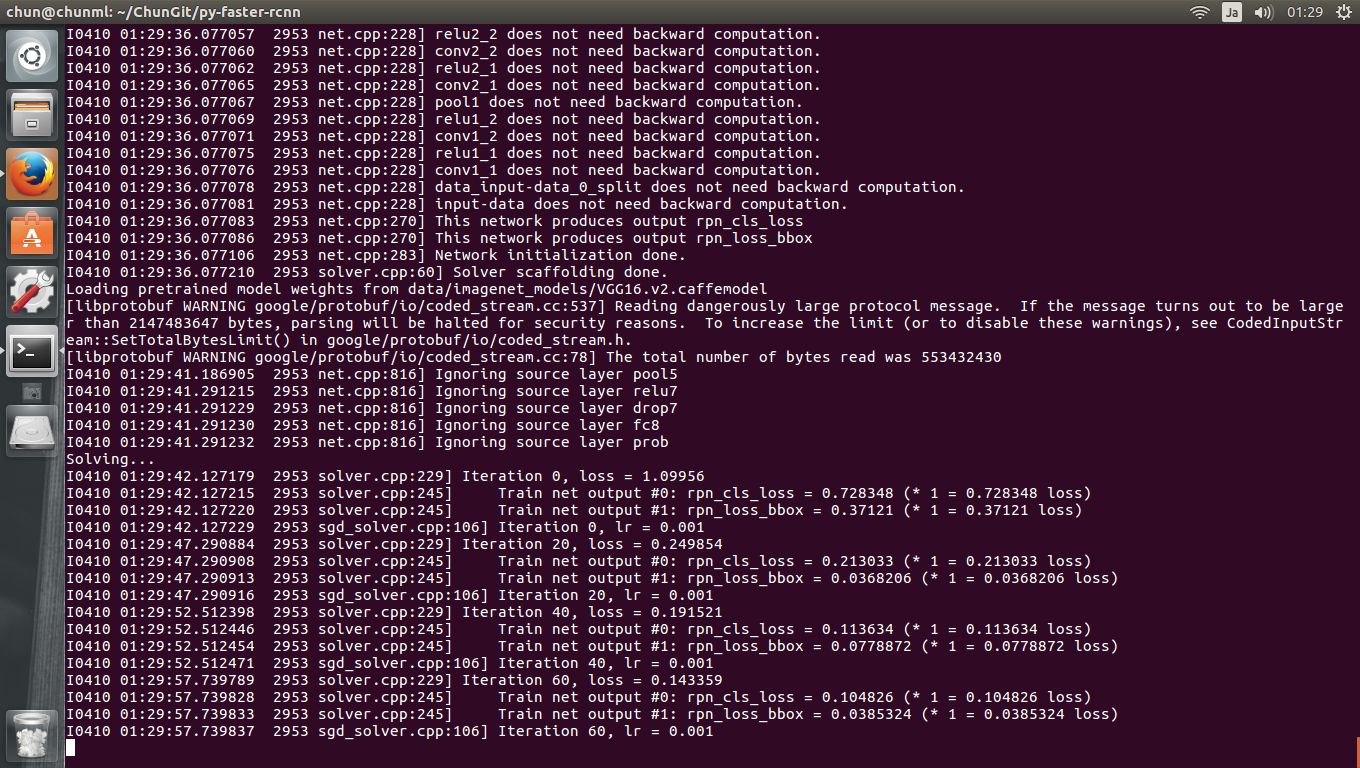 chun@chunml: ~/ChunGit/py-faster-rcnn
Ja
01:29
I0410 01:29:36.077057  2953 net.cpp:228] relu2_2 does not need backward computation.
I0410 01:29:36.077060  2953 net.cpp:228] conv2_2 does not need backward computation.
I0410 01:29:36.077062  2953 net.cpp:228] relu2_1 does not need backward computation.
I0410 01:29:36.077065  2953 net.cpp:228] conv2_1 does not need backward computation.
I0410 01:29:36.077067  2953 net.cpp:228] pool1 does not need backward computation.
I0410 01:29:36.077069  2953 net.cpp:228] relu1_2 does not need backward computation.
I0410 01:29:36.077071  2953 net.cpp:228] conv1_2 does not need backward computation.
I0410 01:29:36.077075  2953 net.cpp:228] relu1_1 does not need backward computation.
I0410 01:29:36.077076  2953 net.cpp:228] conv1_1 does not need backward computation.
I0410 01:29:36.077078  2953 net.cpp:228] data_input-data_0_split does not need backward computation.
I0410 01:29:36.077081  2953 net.cpp:228] input-data does not need backward computation.
I0410 01:29:36.077083  2953 net.cpp:270] This network produces output rpn_cls_loss
I0410 01:29:36.077086  2953 net.cpp:270] This network produces output rpn_loss_bbox
I0410 01:29:36.077106  2953 net.cpp:283] Network initialization done.
I0410 01:29:36.077210  2953 solver.cpp:60] Solver scaffolding done.
Loading pretrained model weights from data/imagenet_models/VGG16.v2.caffemodel
[libprotobuf WARNING google/protobuf/io/coded_stream.cc:537] Reading dangerously large protocol message.  If the message turns out to be large
r than 2147483647 bytes, parsing will be halted for security reasons.  To increase the limit (or to disable these warnings), see CodedInputStr
eam::SetTotalBytesLimit() in google/protobuf/io/coded_stream.h.
[libprotobuf WARNING google/protobuf/io/coded_stream.cc:78] The total number of bytes read was 553432430
I0410 01:29:41.186905  2953 net.cpp:816] Ignoring source layer pool5
I0410 01:29:41.291215  2953 net.cpp:816] Ignoring source layer relu7
I0410 01:29:41.291229  2953 net.cpp:816] Ignoring source layer drop7
I0410 01:29:41.291230  2953 net.cpp:816] Ignoring source layer fc8
I0410 01:29:41.291232  2953 net.cpp:816] Ignoring source layer prob
Solving...
I0410 01:29:42.127179  2953 solver.cpp:229] Iteration 0, loss = 1.09956
I0410 01:29:42.127215  2953 solver.cpp:245]     Train net output #0: rpn_cls_loss = 0.728348 (* 1 = 0.728348 loss)
I0410 01:29:42.127220  2953 solver.cpp:245]     Train net output #1: rpn_loss_bbox = 0.37121 (* 1 = 0.37121 loss)
I0410 01:29:42.127229  2953 sgd_solver.cpp:106] Iteration 0, lr = 0.001
I0410 01:29:47.290884  2953 solver.cpp:229] Iteration 20, loss = 0.249854
I0410 01:29:47.290908  2953 solver.cpp:245]     Train net output #0: rpn_cls_loss = 0.213033 (* 1 = 0.213033 loss)
I0410 01:29:47.290913  2953 solver.cpp:245]     Train net output #1: rpn_loss_bbox = 0.0368206 (* 1 = 0.0368206 loss)
I0410 01:29:47.290916  2953 sgd_solver.cpp:106] Iteration 20, lr = 0.001
I0410 01:29:52.512398  2953 solver.cpp:229] Iteration 40, loss = 0.191521
I0410 01:29:52.512446  2953 solver.cpp:245]     Train net output #0: rpn_cls_loss = 0.113634 (* 1 = 0.113634 loss)
I0410 01:29:52.512454  2953 solver.cpp:245]     Train net output #1: rpn_loss_bbox = 0.0778872 (* 1 = 0.0778872 loss)
I0410 01:29:52.512471  2953 sgd_solver.cpp:106] Iteration 40, lr = 0.001
I0410 01:29:57.739789  2953 solver.cpp:229] Iteration 60, loss = 0.143359
I0410 01:29:57.739828  2953 solver.cpp:245]     Train net output #0: rpn_cls_loss = 0.104826 (* 1 = 0.104826 loss)
I0410 01:29:57.739833  2953 solver.cpp:245]     Train net output #1: rpn_loss_bbox = 0.0385324 (* 1 = 0.0385324 loss)
I0410 01:29:57.739837  2953 sgd_solver.cpp:106] Iteration 60, lr = 0.001